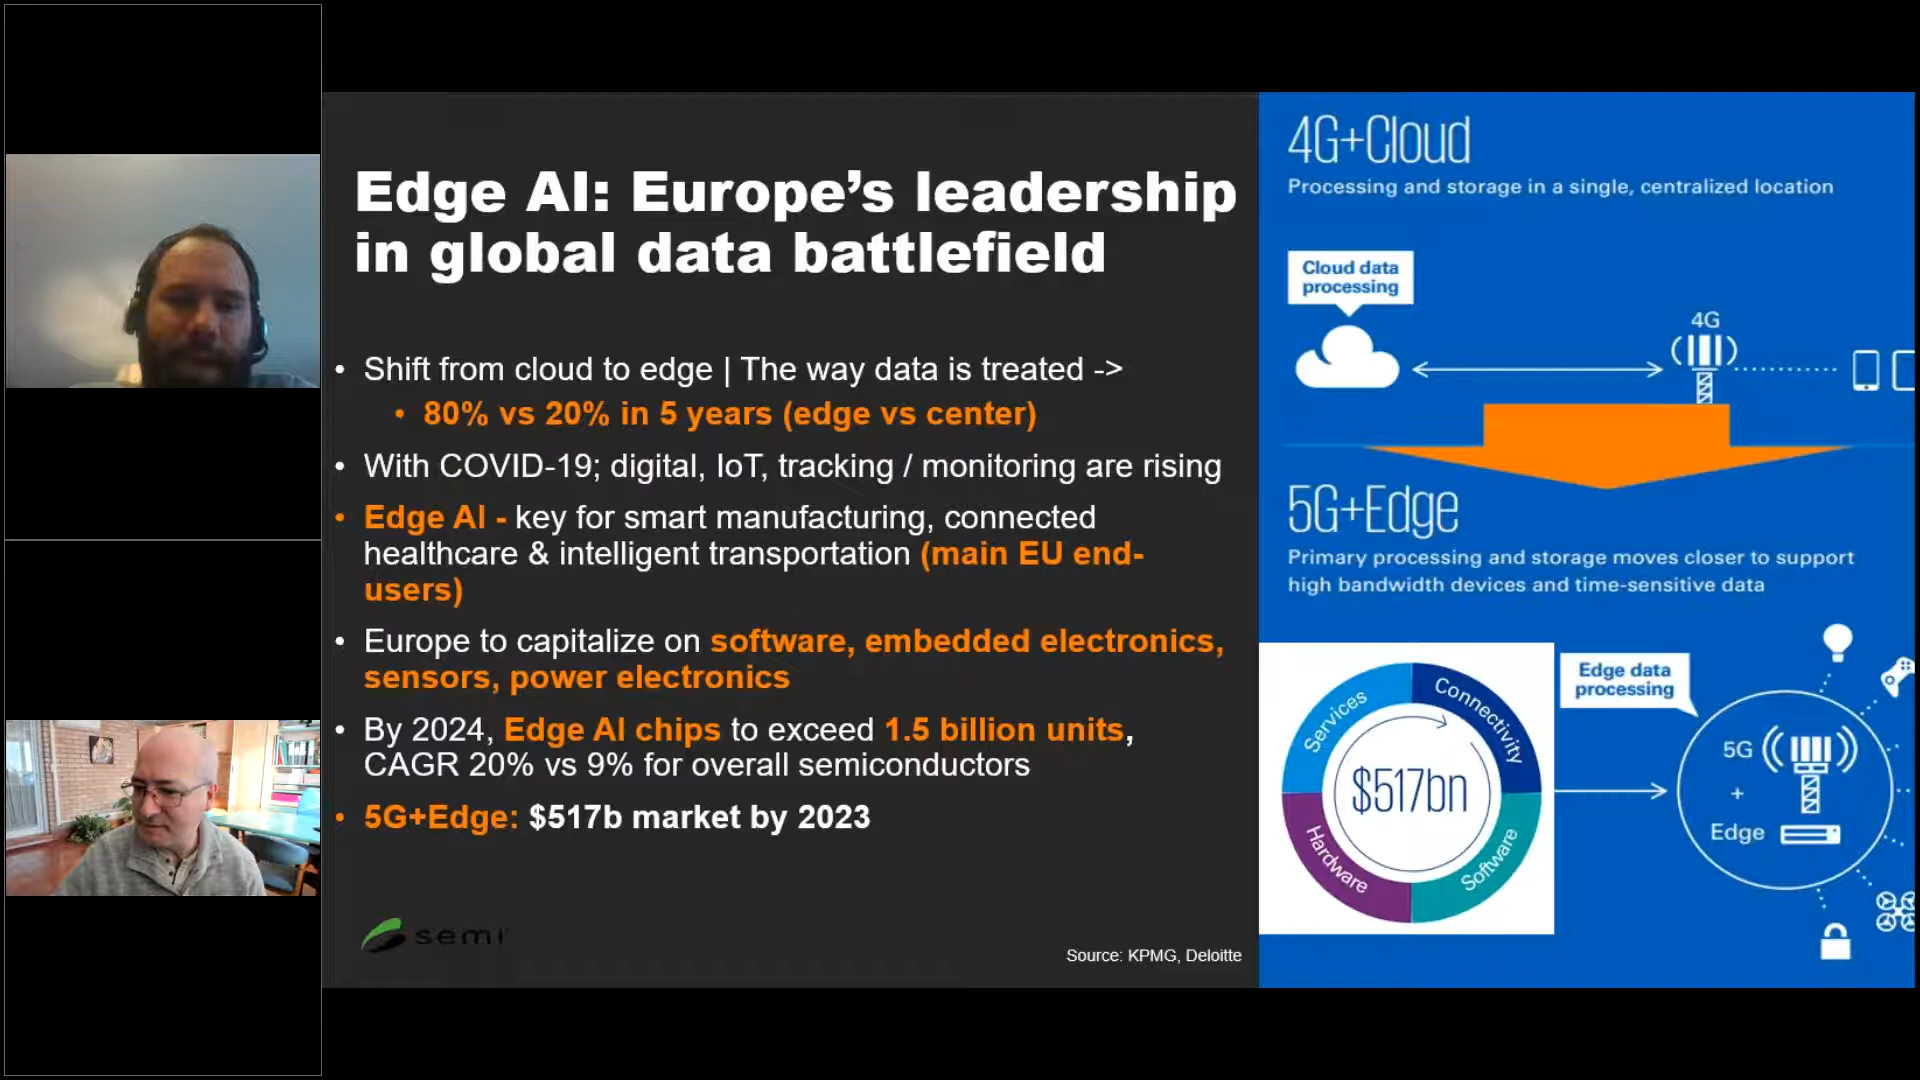 Edge AI: Europe’s leadership
in global data battlefield
• Shift from cloud to edge | The way data is treated ->
• 80% vs 20% in 5 years (edge vs center)
• With COVID-19; digital, IoT, tracking / monitoring are rising
• Edge AI - key for smart manufacturing, connected
healthcare & intelligent transportation (main EU end-
users)
• Europe to capitalize on software, embedded electronics,
sensors, power electronics
• By 2024, Edge AI chips to exceed 1.5 billion units,
CAGR 20% vs 9% for overall semiconductors
• 5G+Edge: $517b market by 2023
semi
Source: KPMG, Deloitte
4G+Cloud
Processing and storage in a single, centralized location
Cloud data
processing
4G
5G+Edge
Primary processing and storage moves closer to support
high bandwidth devices and time-sensitive data
Services
Connectivity
$517bn
Hardware
Software
Edge data
processing
5G
+
Edge